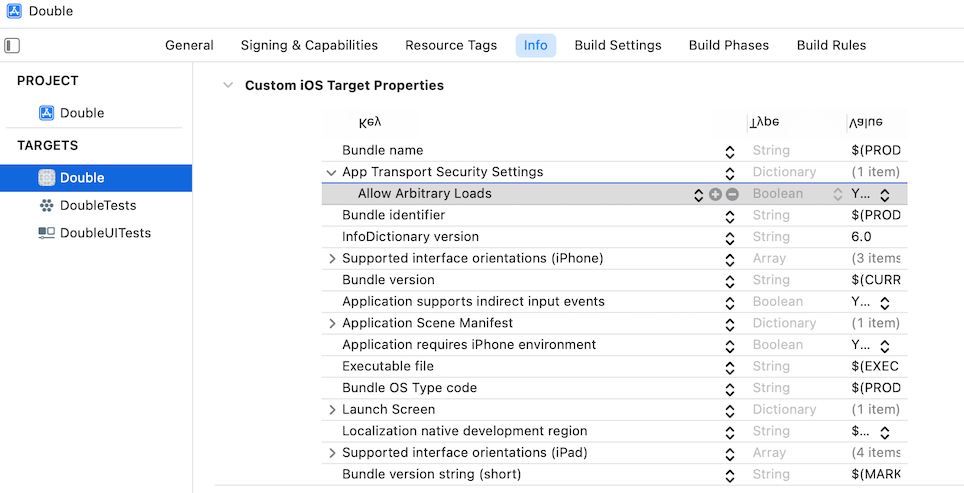 Double
General Signing & Capabilities Resource Tags Info Build Settings Build Phases Build Rules
PROJECT
Double
TARGETS
Double
DoubleTests
DoubleUITests
Custom iOS Target Properties
Key Type Value
Bundle name String $(PROD
App Transport Security Settings Dictionary (1 item)
Allow Arbitrary Loads Boolean Y...
Bundle identifier String $(PROD
InfoDictionary version String 6.0
Supported interface orientations (iPhone) Array (3 items
Bundle version String $(CURR
Application supports indirect input events Boolean Y...
Application Scene Manifest Dictionary (1 item)
Application requires iPhone environment Boolean Y...
Executable file String $(EXEC
Bundle OS Type code String $(PROD
Launch Screen Dictionary (1 item)
Localization native development region String $...
Supported interface orientations (iPad) Array (4 items
Bundle version string (short) String $(MARK